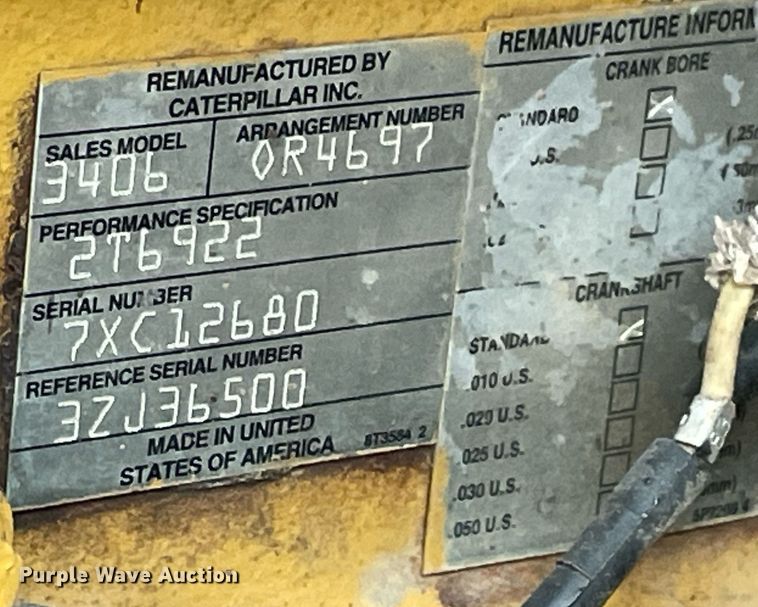 REMANUFACTURED BY
CATERPILLAR INC.
SALES MODEL
3406
ARRANGEMENT NUMBER
0R4697
PERFORMANCE SPECIFICATION
2T6922
SERIAL NUMBER
7XC12680
REFERENCE SERIAL NUMBER
3ZJ36500
MADE IN UNITED
STATES OF AMERICA
REMANUFACTURE INFORM
CRANK BORE
STANDARD
U.S.
CRANKSHAFT
STANDARD
.010 U.S.
.020 U.S.
.025 U.S.
.030 U.S.
.050 U.S.
Purple Wave Auction